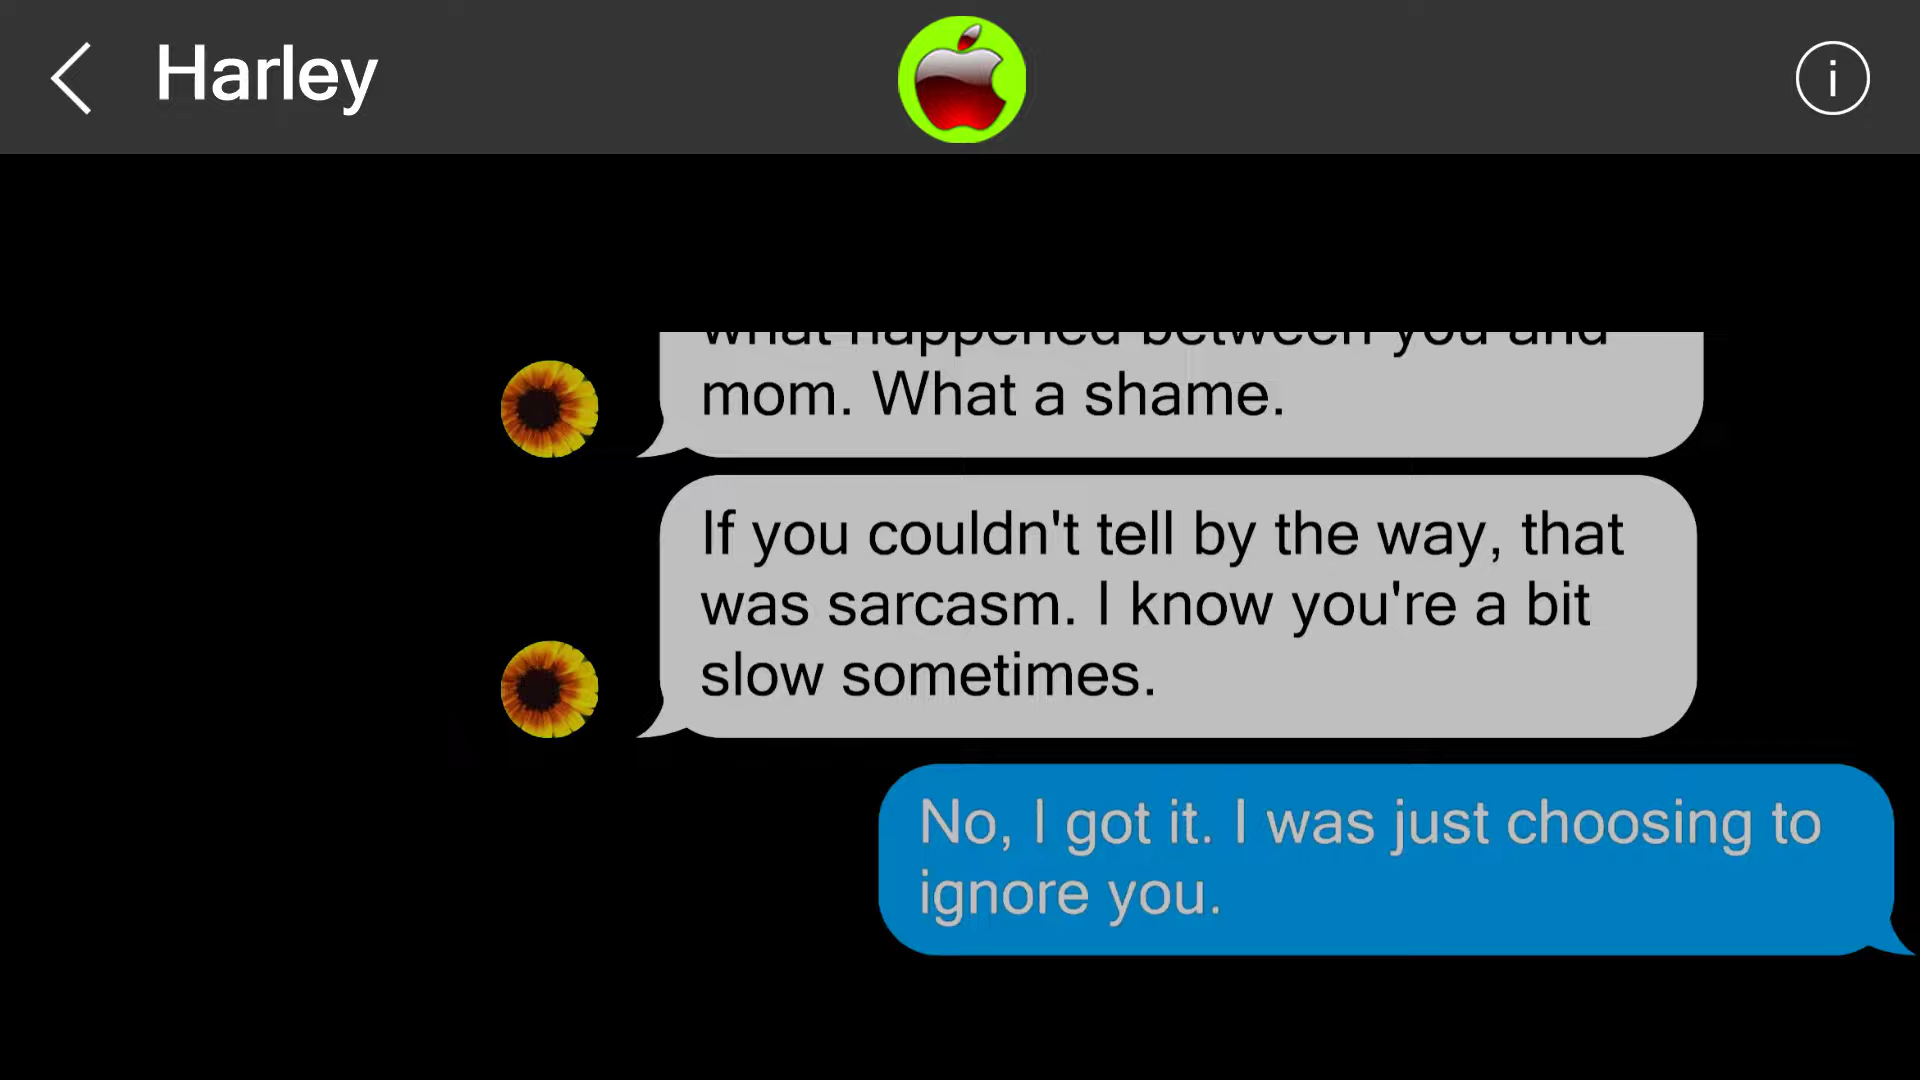 Harley
i
what happened between you and
mom. What a shame.
If you couldn't tell by the way, that
was sarcasm. I know you're a bit
slow sometimes.
No, I got it. I was just choosing to
ignore you.